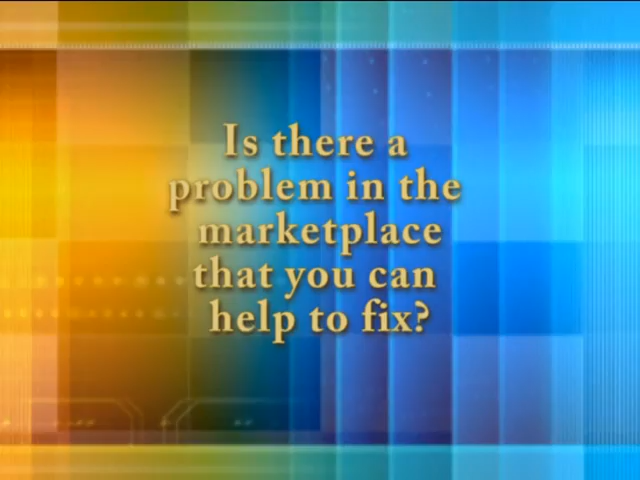 Is there a
problem in the
marketplace
that you can
help to fix?